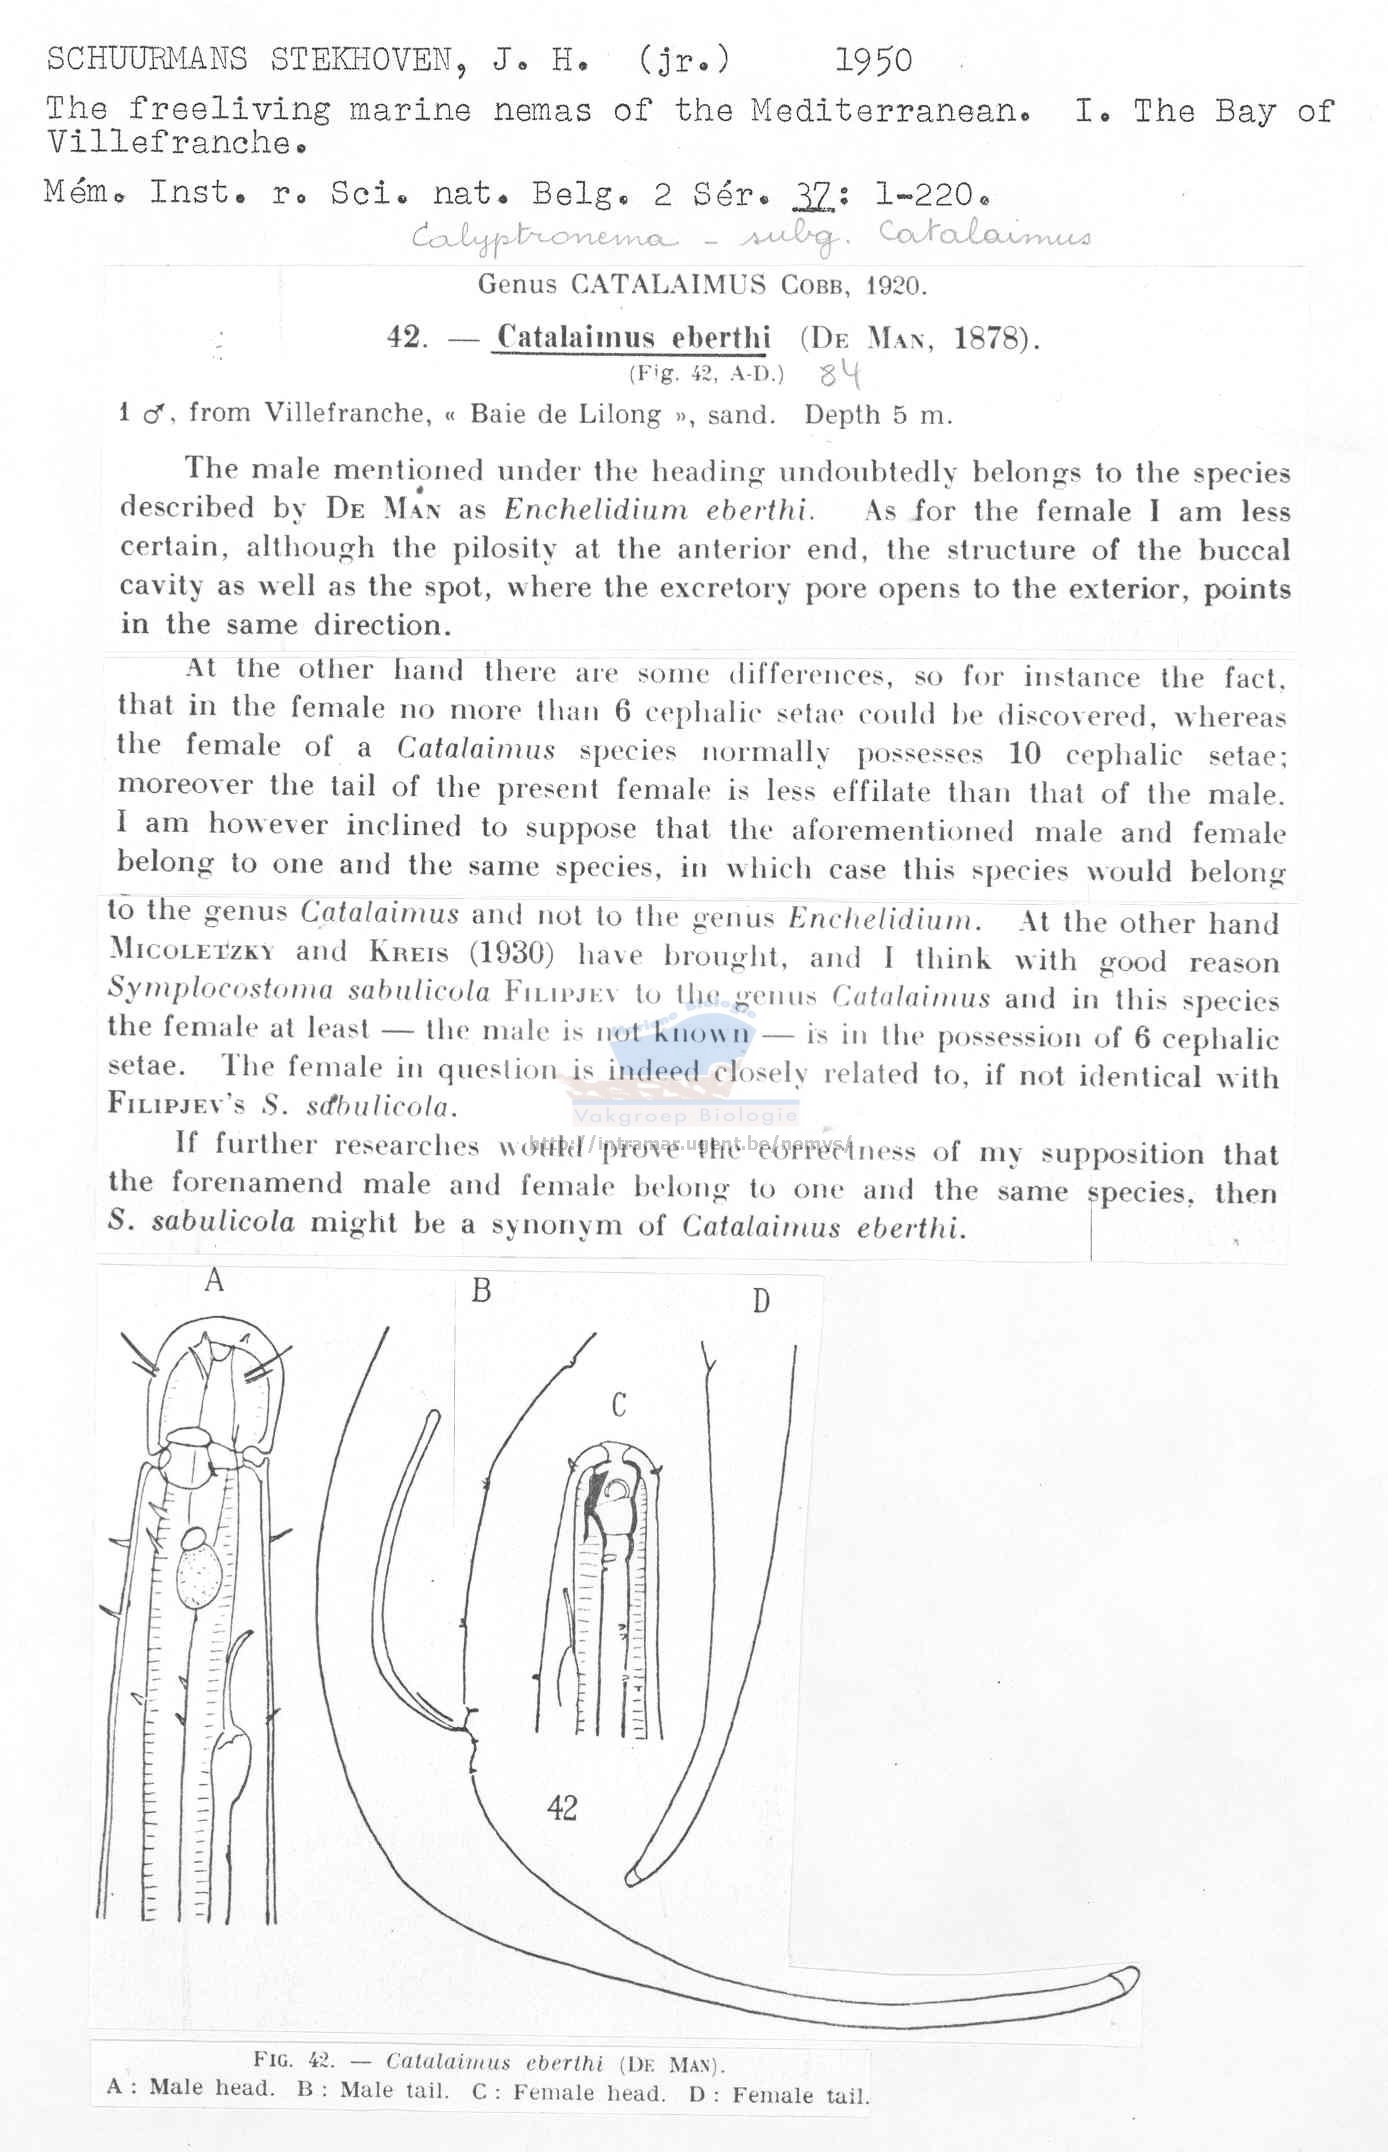 SCHUURMANS STEKHOVEN, J. H. (jr.) 1950
The freeliving marine nemas of the Mediterranean. I. The Bay of
Villefranche.
Mém. Inst. r. Sci. nat. Belg. 2 Sér. 37: 1-220.
Calyptronema - subg. Catalaimus
Genus CATALAIMUS COBB, 1920.
42. — Catalaimus eberthi (DE MAN, 1878).
(Fig. 42, A-D.) 84
1 ♂, from Villefranche, « Baie de Lilong », sand. Depth 5 m.
The male mentioned under the heading undoubtedly belongs to the species
described by DE MAN as Enchelidium eberthi. As for the female I am less
certain, although the pilosity at the anterior end, the structure of the buccal
cavity as well as the spot, where the excretory pore opens to the exterior, points
in the same direction.
At the other hand there are some differences, so for instance the fact,
that in the female no more than 6 cephalic setae could be discovered, whereas
the female of a Catalaimus species normally possesses 10 cephalic setae;
moreover the tail of the present female is less effilate than that of the male.
I am however inclined to suppose that the aforementioned male and female
belong to one and the same species, in which case this species would belong
to the genus Catalaimus and not to the genus Enchelidium. At the other hand
MICOLETZKY and KREIS (1930) have brought, and I think with good reason
Symplocostoma sabulicola FILIPJEV to the genus Catalaimus and in this species
the female at least — the male is not known — is in the possession of 6 cephalic
setae. The female in question is indeed closely related to, if not identical with
FILIPJEV's S. sabulicola.
If further researches would prove the correctness of my supposition that
the forenamend male and female belong to one and the same species, then
S. sabulicola might be a synonym of Catalaimus eberthi.
Mariene Biologie
Vakgroep Biologie
http://intramar.ugent.be/nemys/
A
B
D
C
42
FIG. 42. — Catalaimus eberthi (DE MAN).
A : Male head. B : Male tail. C : Female head. D : Female tail.